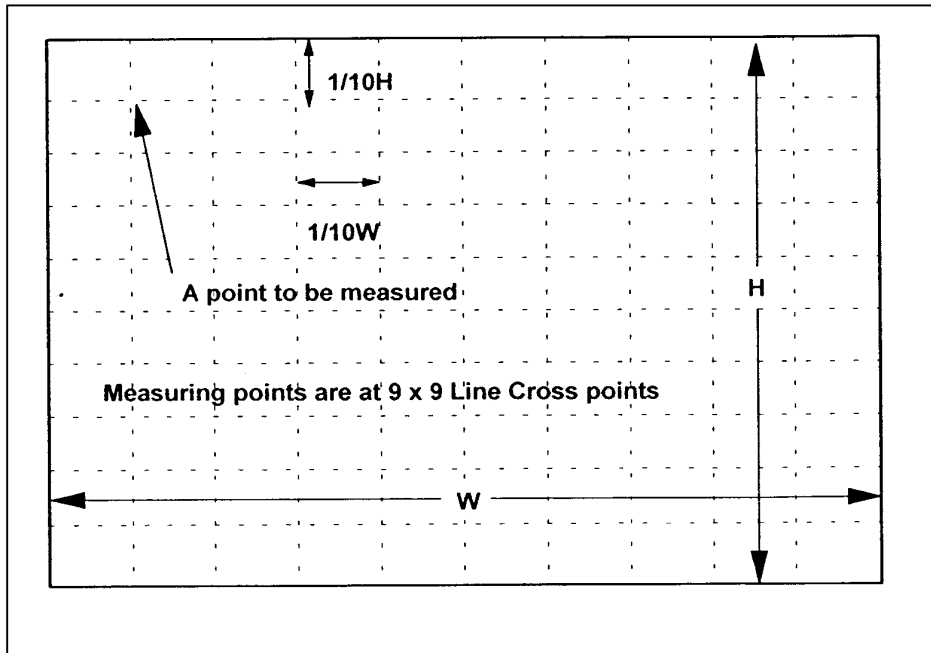 1/10H
1/10W
A point to be measured
H
Measuring points are at 9 x 9 Line Cross points
W